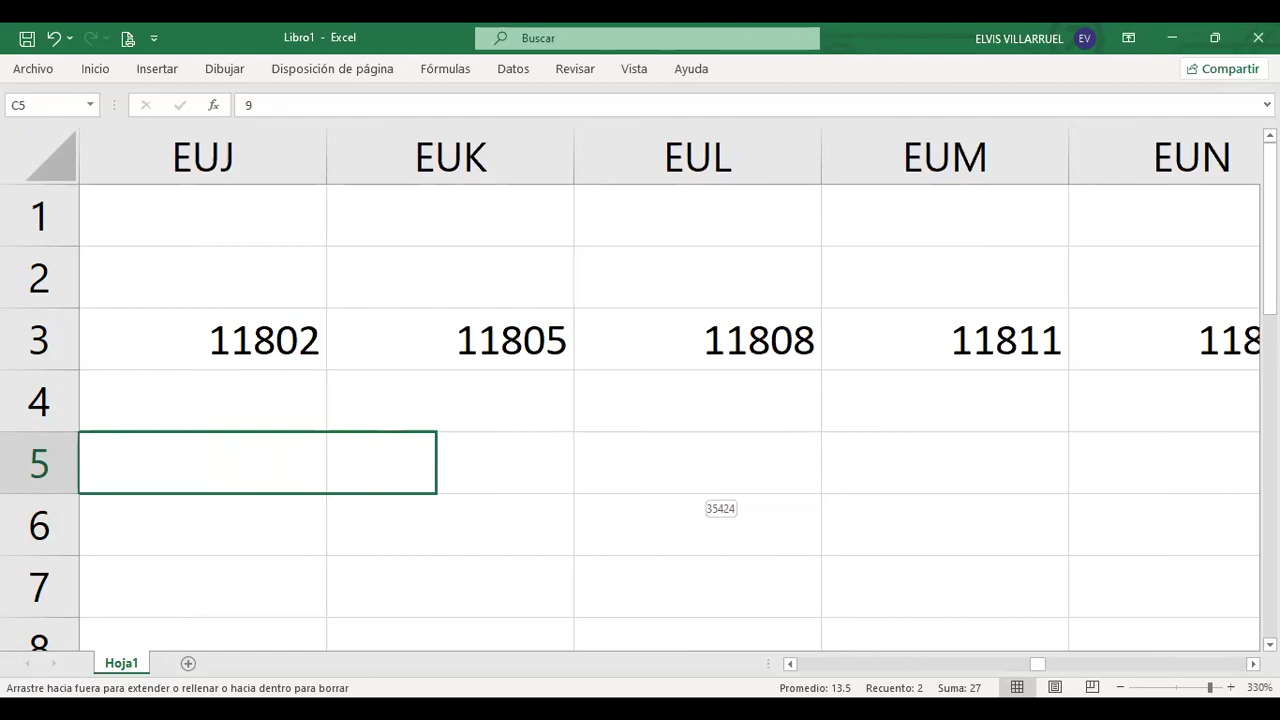 Libro1 - Excel
Buscar
ELVIS VILLARRUEL EV
Archivo Inicio Insertar Dibujar Disposición de página Fórmulas Datos Revisar Vista Ayuda Compartir
C5 fx 9
EUJ EUK EUL EUM EUN
1
2
3 11802 11805 11808 11811 118
4
5
35424
6
7
8
Hoja1
Arrastre hacia fuera para extender o rellenar o hacia dentro para borrar Promedio: 13.5 Recuento: 2 Suma: 27 330%